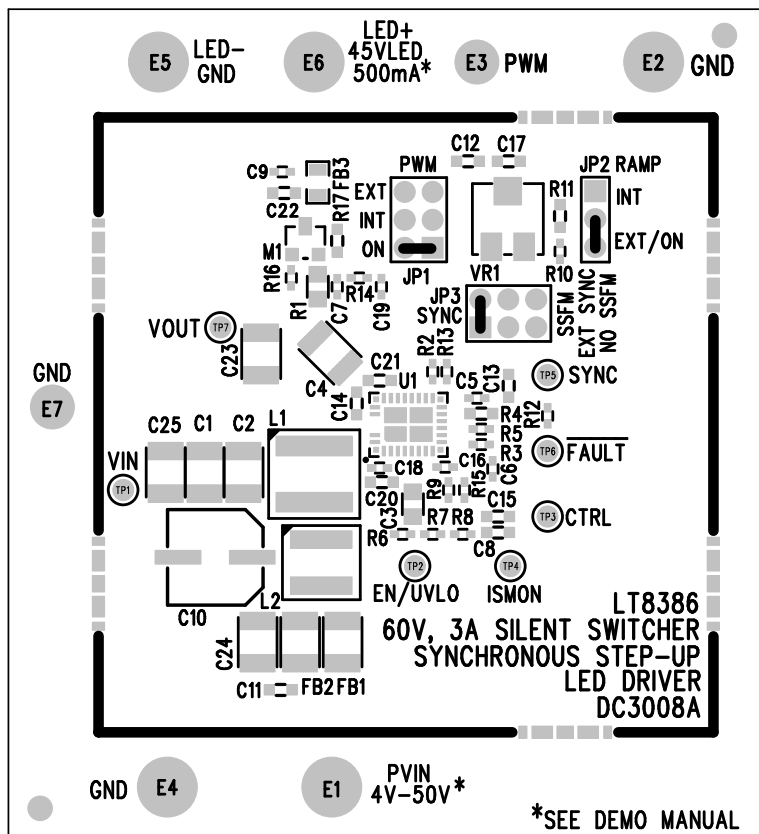 E5
LED-
GND
E6
LED+
45VLED
500mA*
E3
PWM
E2
GND
C9
C22
FB3
R17
M1
R16
R1
C7
R14
C19
PWM
EXT
INT
ON
JP1
C12
C17
VR1
R11
R10
JP2
RAMP
INT
EXT/ON
JP3
SYNC
SSFM
EXT SYNC
NO SSFM
VOUT
TP7
C23
C4
C21
U1
R2
R13
C14
C5
C13
R4
R5
R3
R12
TP5
SYNC
TP6
FAULT
TP3
CTRL
GND
E7
VIN
TP1
C25
C1
C2
L1
C18
C20
C3
R9
R15
C16
C6
C15
R6
R7
R8
C8
C10
L2
TP2
EN/UVLO
TP4
ISMON
C24
C11
FB2
FB1
LT8386
60V, 3A SILENT SWITCHER
SYNCHRONOUS STEP-UP
LED DRIVER
DC3008A
GND
E4
E1
PVIN
4V-50V*
*SEE DEMO MANUAL